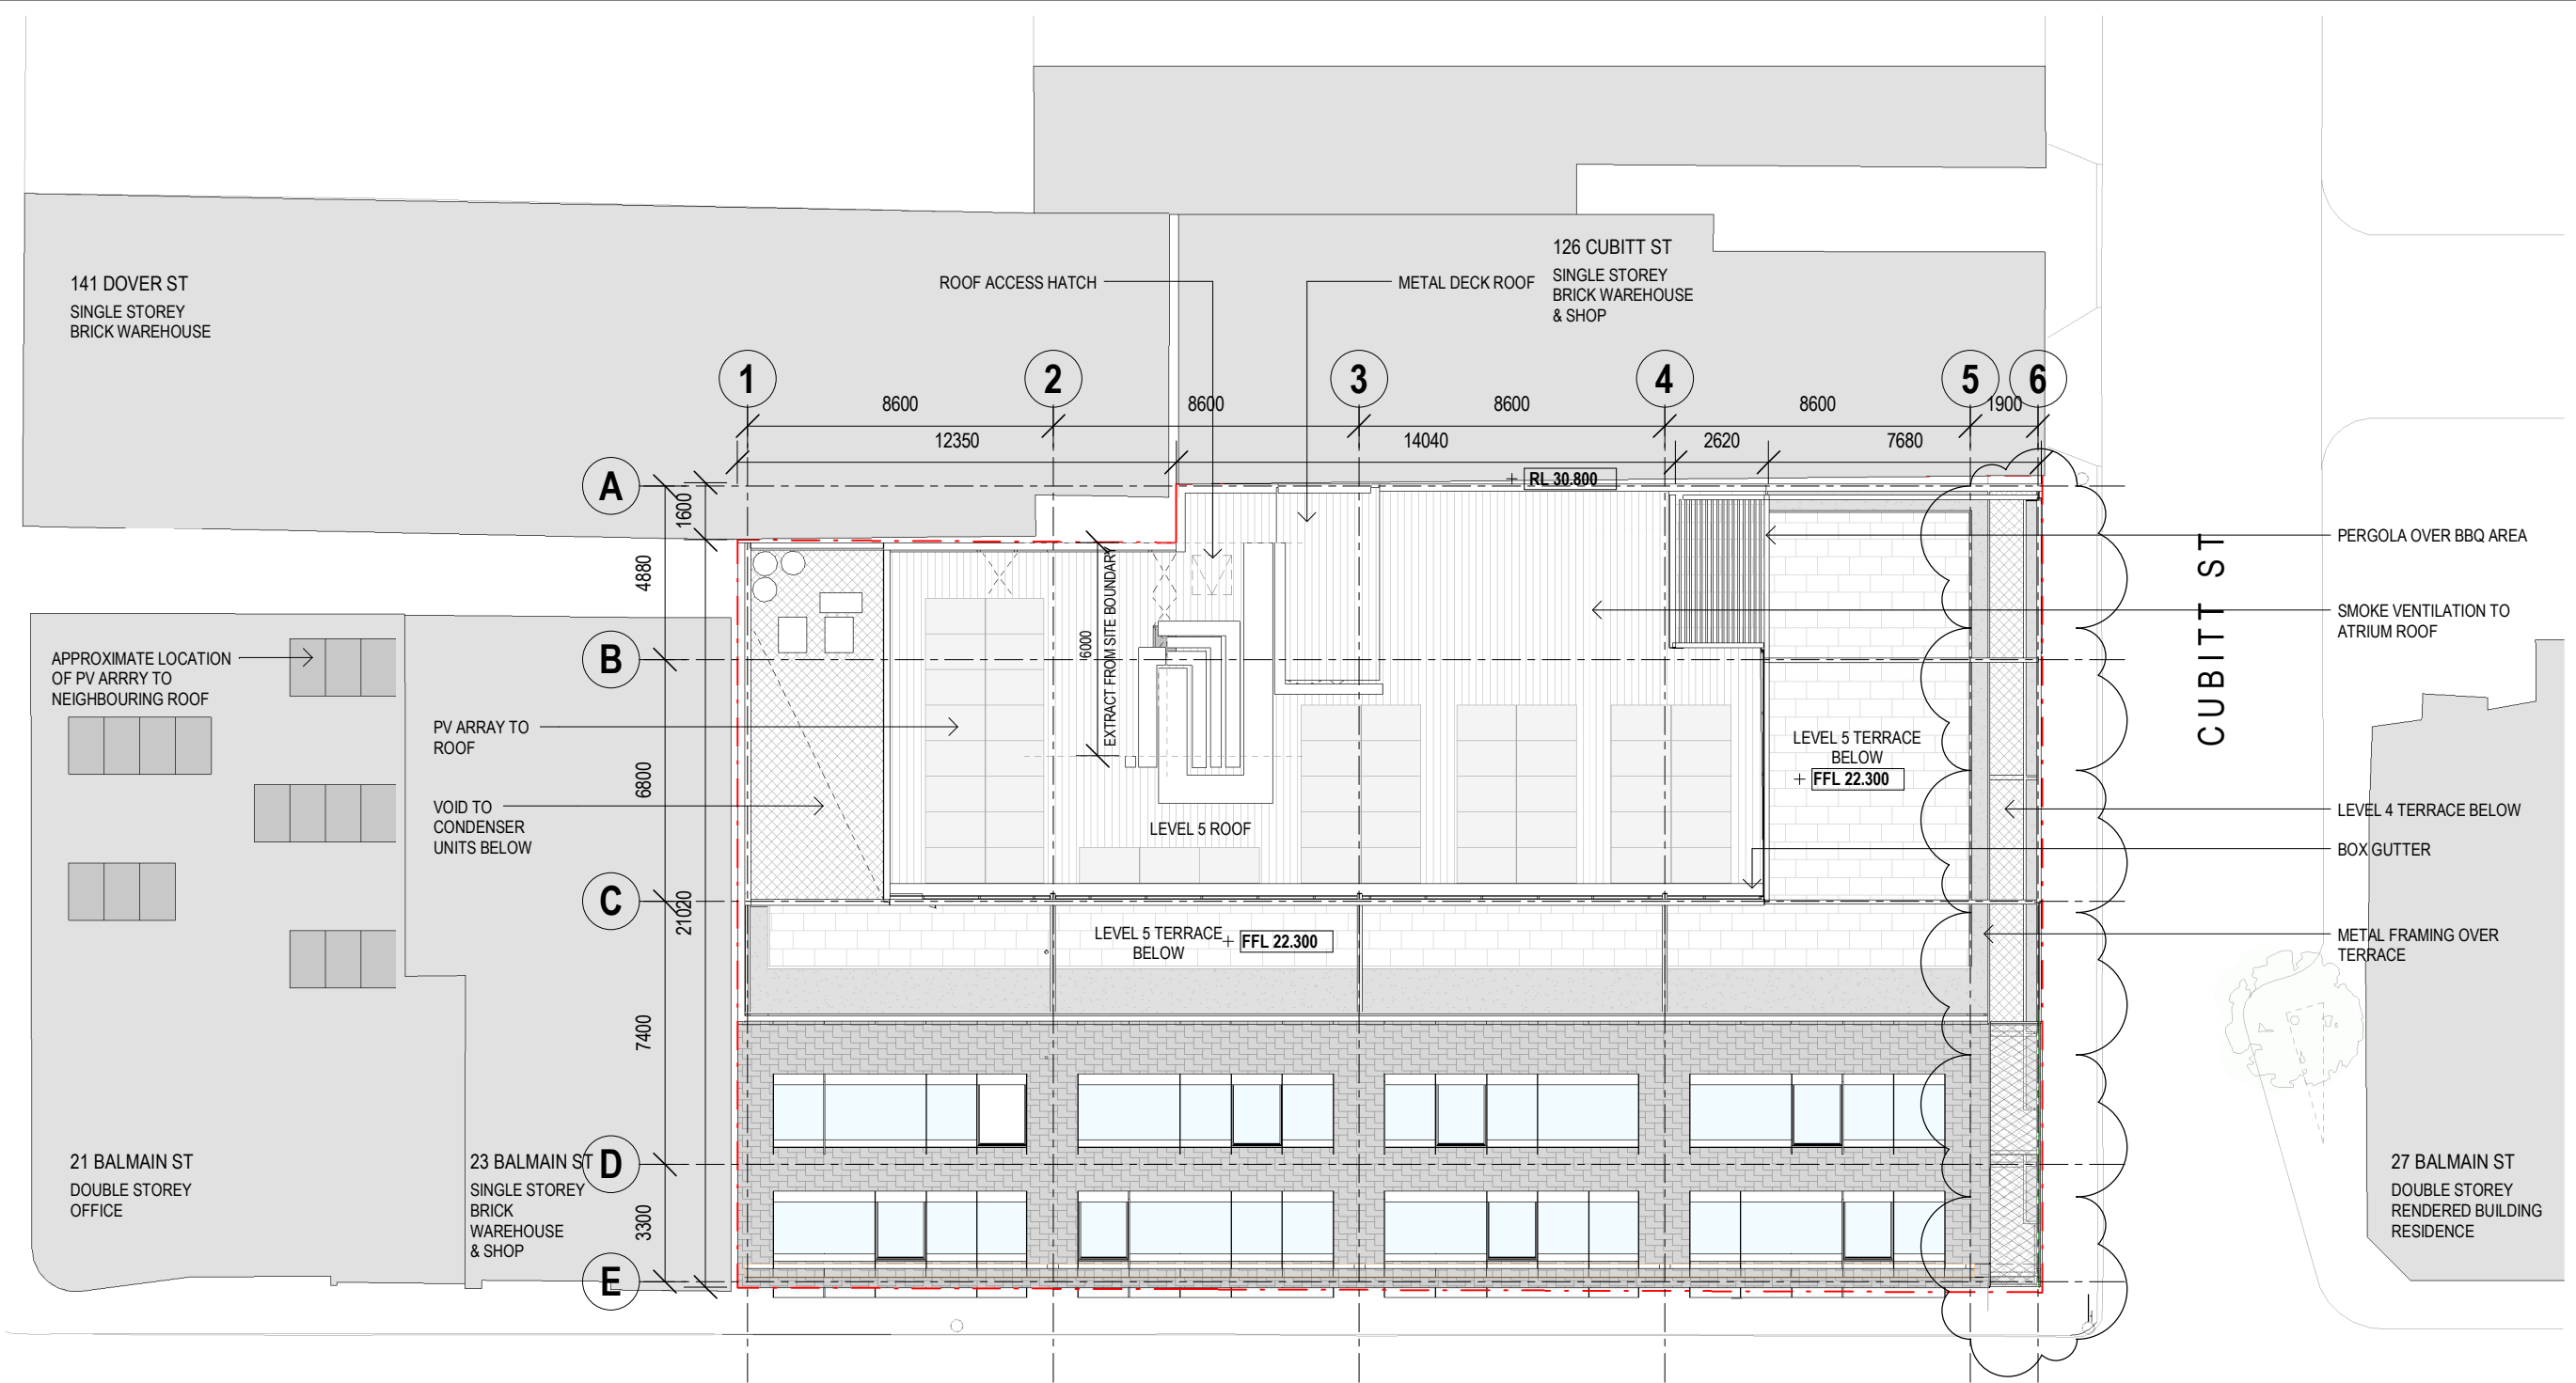 141 DOVER ST
SINGLE STOREY
BRICK WAREHOUSE
ROOF ACCESS HATCH
METAL DECK ROOF
126 CUBITT ST
SINGLE STOREY
BRICK WAREHOUSE
& SHOP
1
2
3
4
5
6
8600
8600
8600
8600
1900
12350
14040
2620
7680
A
1600
RL 30.800
4880
PERGOLA OVER BBQ AREA
CUBITT ST
SMOKE VENTILATION TO
ATRIUM ROOF
B
6000
EXTRACT FROM SITE BOUNDARY
APPROXIMATE LOCATION
OF PV ARRRY TO
NEIGHBOURING ROOF
PV ARRAY TO
ROOF
6800
VOID TO
CONDENSER
UNITS BELOW
LEVEL 5 ROOF
LEVEL 5 TERRACE
BELOW
FFL 22.300
LEVEL 4 TERRACE BELOW
BOX GUTTER
C
21020
LEVEL 5 TERRACE
BELOW
FFL 22.300
METAL FRAMING OVER
TERRACE
7400
D
21 BALMAIN ST
DOUBLE STOREY
OFFICE
23 BALMAIN ST
SINGLE STOREY
BRICK
WAREHOUSE
& SHOP
3300
E
27 BALMAIN ST
DOUBLE STOREY
RENDERED BUILDING
RESIDENCE